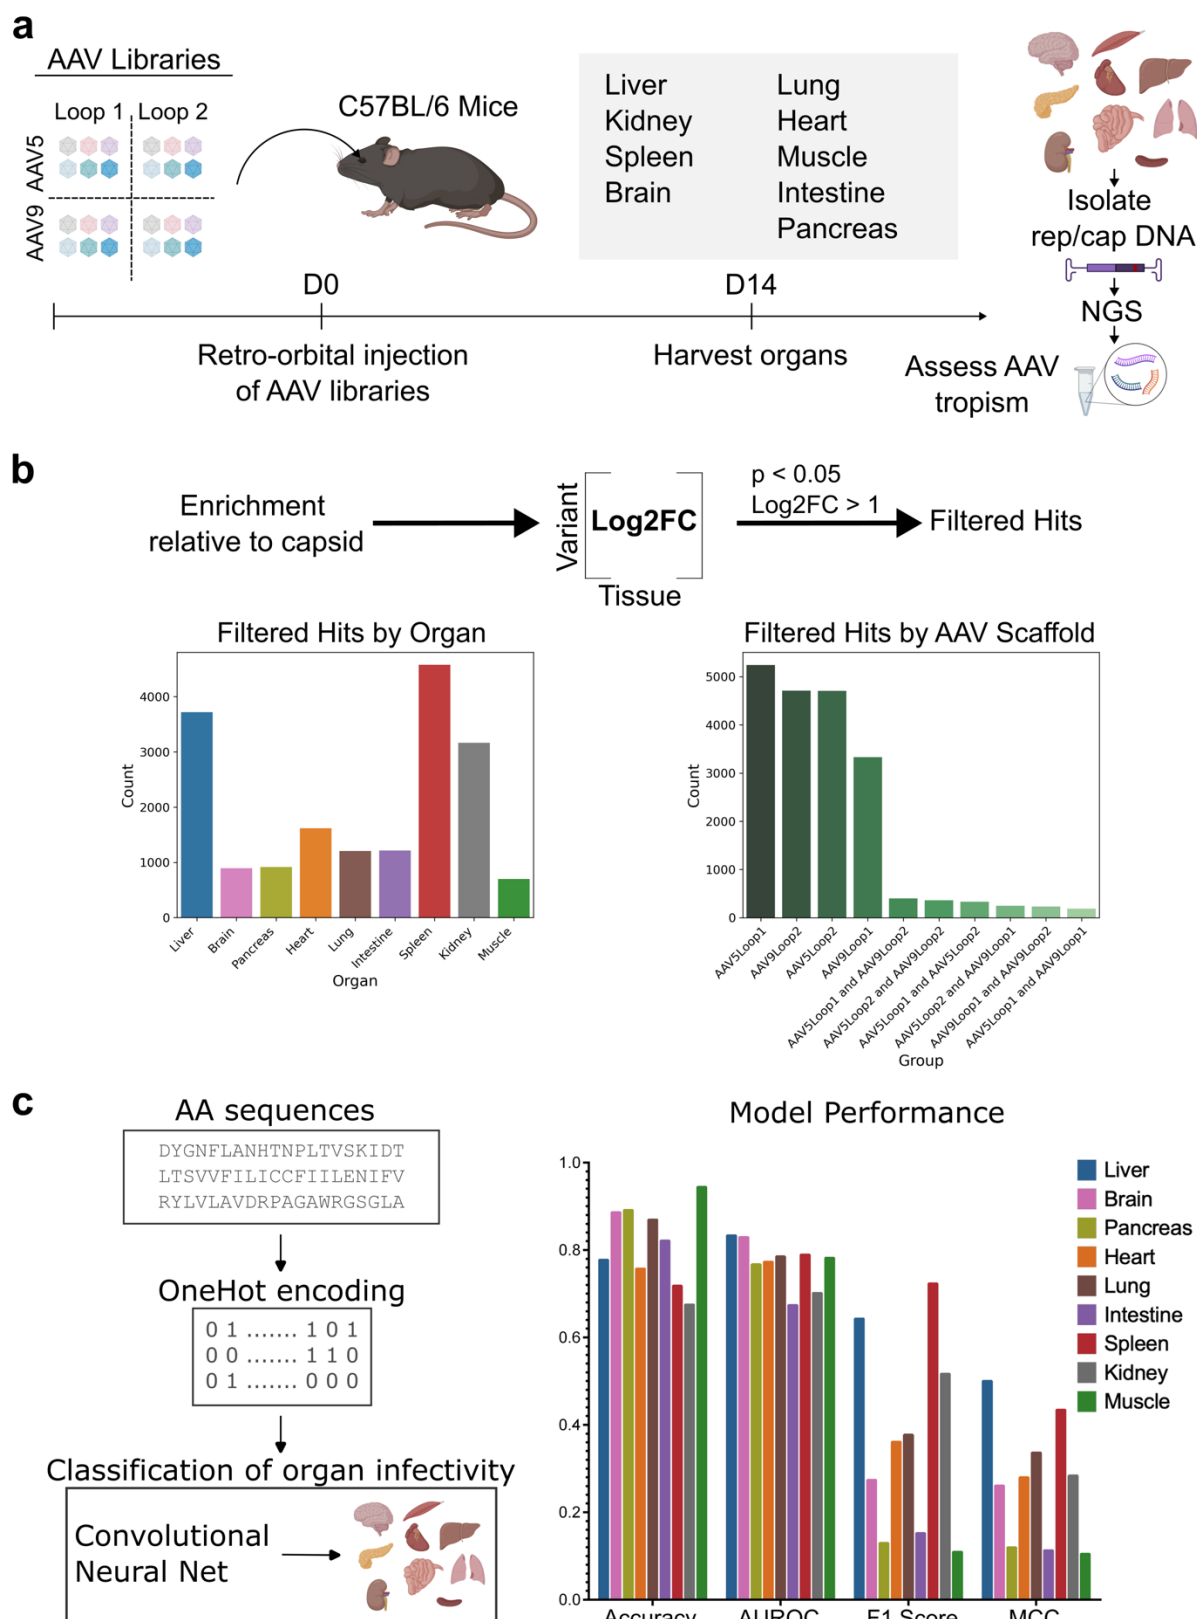 a
AAV Libraries
Loop 1
Loop 2
AAV5
AAV9
C57BL/6 Mice
Liver
Kidney
Spleen
Brain
Lung
Heart
Muscle
Intestine
Pancreas
D0
D14
Retro-orbital injection
of AAV libraries
Harvest organs
Isolate
rep/cap DNA
NGS
Assess AAV
tropism
b
Enrichment
relative to capsid
Variant
Log2FC
Tissue
p < 0.05
Log2FC > 1
Filtered Hits
Filtered Hits by Organ
4000
3000
2000
1000
0
Count
Liver
Brain
Pancreas
Heart
Lung
Intestine
Spleen
Kidney
Muscle
Organ
Filtered Hits by AAV Scaffold
5000
4000
3000
2000
1000
0
Count
AAV5Loop1
AAV9Loop2
AAV5Loop2
AAV9Loop1
AAV5Loop1 and AAV9Loop2
AAV5Loop2 and AAV9Loop2
AAV5Loop1 and AAV5Loop2
AAV5Loop2 and AAV9Loop1
AAV9Loop1 and AAV9Loop2
AAV5Loop1 and AAV9Loop1
Group
c
AA sequences
DYGNFLANHTNPLTVSKIDT
LTSVVFILICCFIILENIFV
RYLVLAVDRPAGAWRGSGLA
OneHot encoding
0 1 ....... 1 0 1
0 0 ....... 1 1 0
0 1 ....... 0 0 0
Classification of organ infectivity
Convolutional
Neural Net
Model Performance
1.0
0.8
0.6
0.4
0.2
0.0
Accuracy
AUROC
F1 Score
MCC
Liver
Brain
Pancreas
Heart
Lung
Intestine
Spleen
Kidney
Muscle